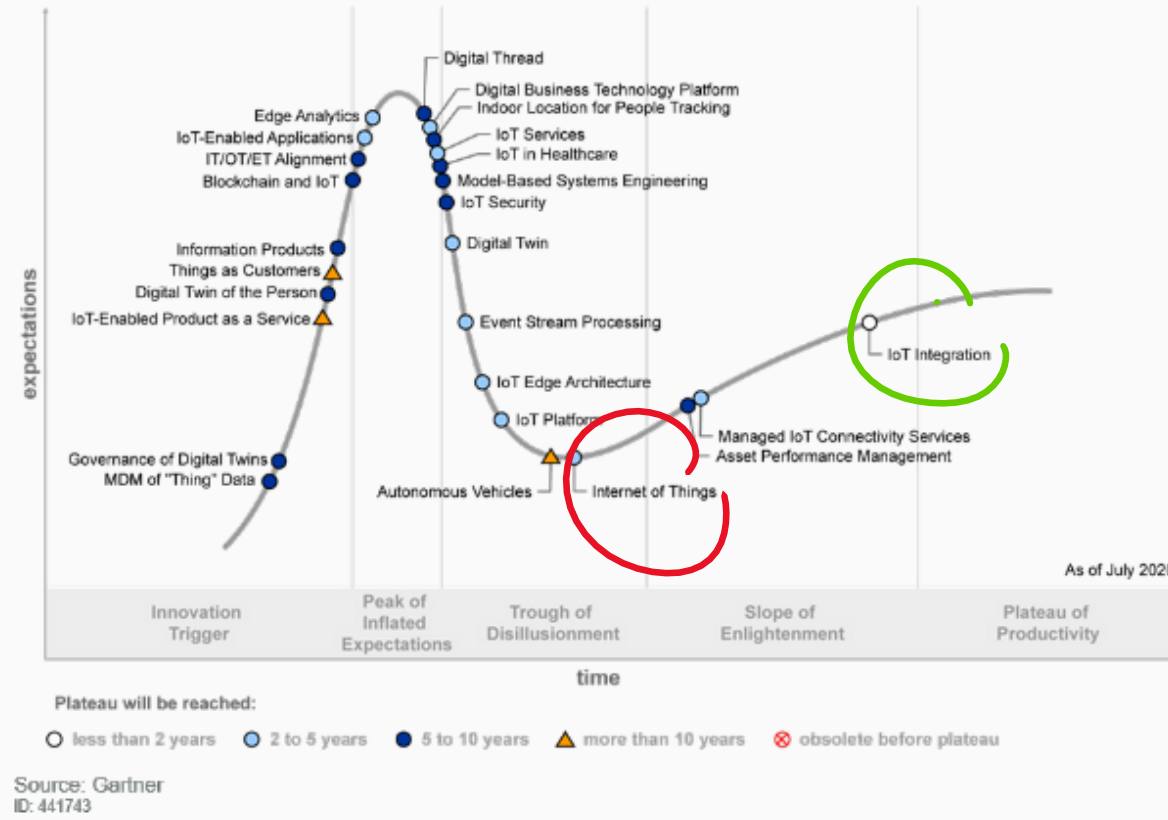 Digital Thread
Digital Business Technology Platform
Indoor Location for People Tracking
IoT Services
IoT in Healthcare
Model-Based Systems Engineering
IoT Security
Digital Twin
Event Stream Processing
IoT Edge Architecture
IoT Platform
Edge Analytics
IoT-Enabled Applications
IT/OT/ET Alignment
Blockchain and IoT
Information Products
Things as Customers
Digital Twin of the Person
IoT-Enabled Product as a Service
Governance of Digital Twins
MDM of "Thing" Data
Autonomous Vehicles
Internet of Things
IoT Integration
Managed IoT Connectivity Services
Asset Performance Management
expectations
As of July 2020
Innovation
Trigger
Peak of
Inflated
Expectations
Trough of
Disillusionment
Slope of
Enlightenment
Plateau of
Productivity
time
Plateau will be reached:
less than 2 years
2 to 5 years
5 to 10 years
more than 10 years
obsolete before plateau
Source: Gartner
ID: 441743